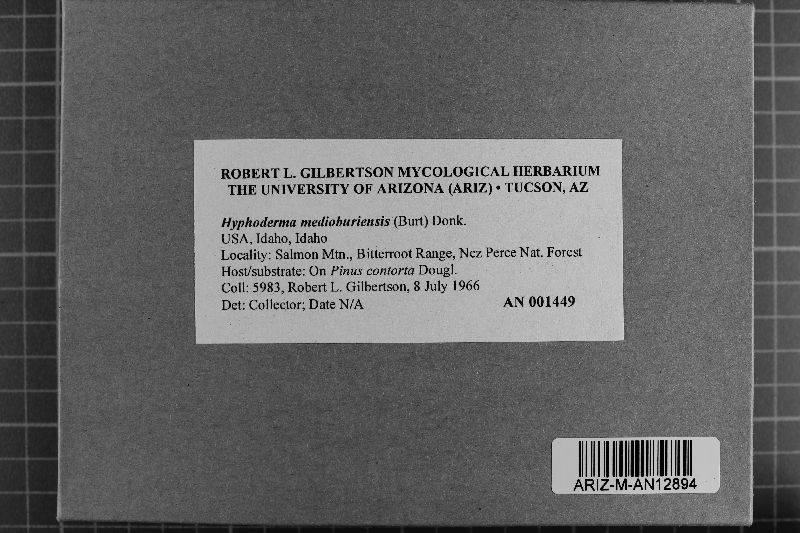 ROBERT L. GILBERTSON MYCOLOGICAL HERBARIUM
THE UNIVERSITY OF ARIZONA (ARIZ) • TUCSON, AZ
Hyphoderma medioburiensis (Burt) Donk.
USA, Idaho, Idaho
Locality: Salmon Mtn., Bitterroot Range, Nez Perce Nat. Forest
Host/substrate: On Pinus contorta Dougl.
Coll: 5983, Robert L. Gilbertson, 8 July 1966
Det: Collector; Date N/A AN 001449
ARIZ-M-AN12894